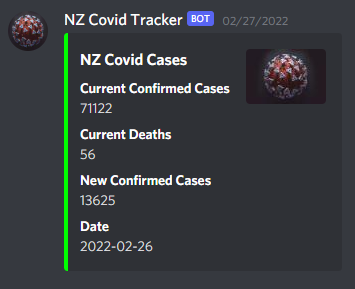 NZ Covid Tracker BOT 02/27/2022
NZ Covid Cases
Current Confirmed Cases
71122
Current Deaths
56
New Confirmed Cases
13625
Date
2022-02-26